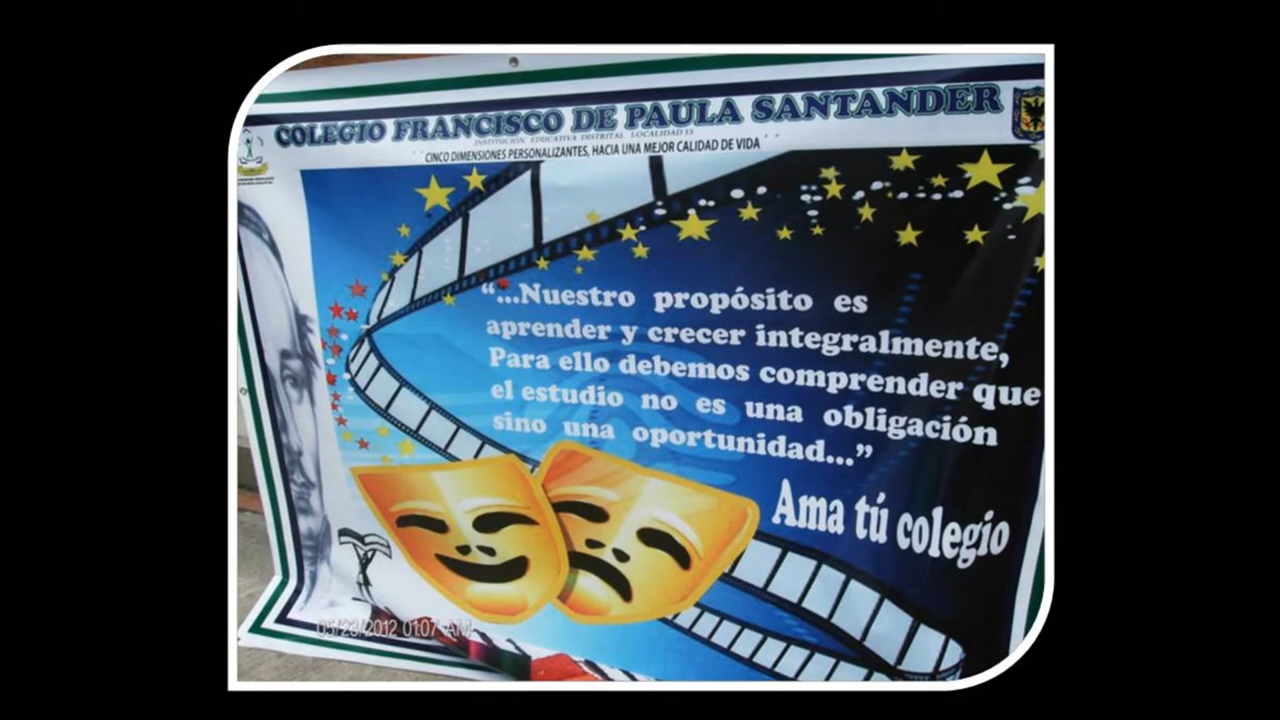 COLEGIO FRANCISCO DE PAULA SANTANDER
INSTITUCIÓN EDUCATIVA DISTRITAL LOCALIDAD 15
CINCO DIMENSIONES PERSONALIZANTES, HACIA UNA MEJOR CALIDAD DE VIDA
“...Nuestro propósito es
aprender y crecer integralmente,
Para ello debemos comprender que
el estudio no es una obligación
sino una oportunidad...”
Ama tú colegio
05/23/2012 01:07 AM